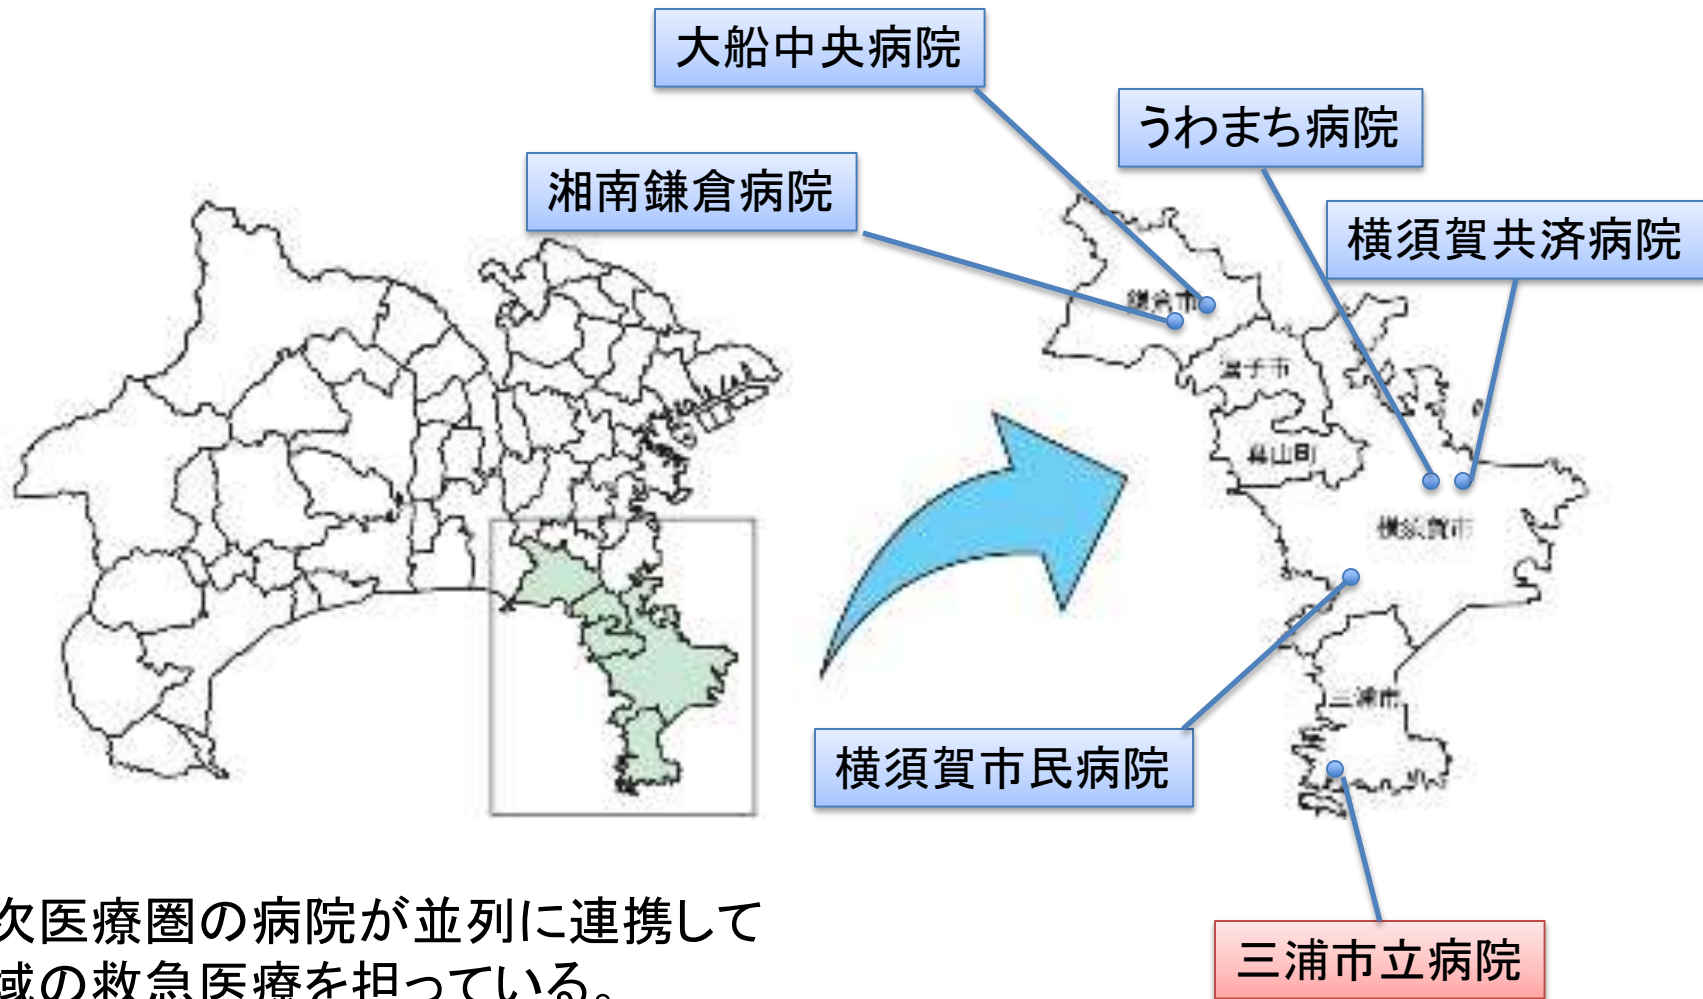 大船中央病院
うわまち病院
湘南鎌倉病院
横須賀共済病院
鎌倉市
逗子市
葉山町
横須賀市
三浦市
横須賀市民病院
三浦市立病院
次医療圏の病院が並列に連携して
域の救急医療を担っている。